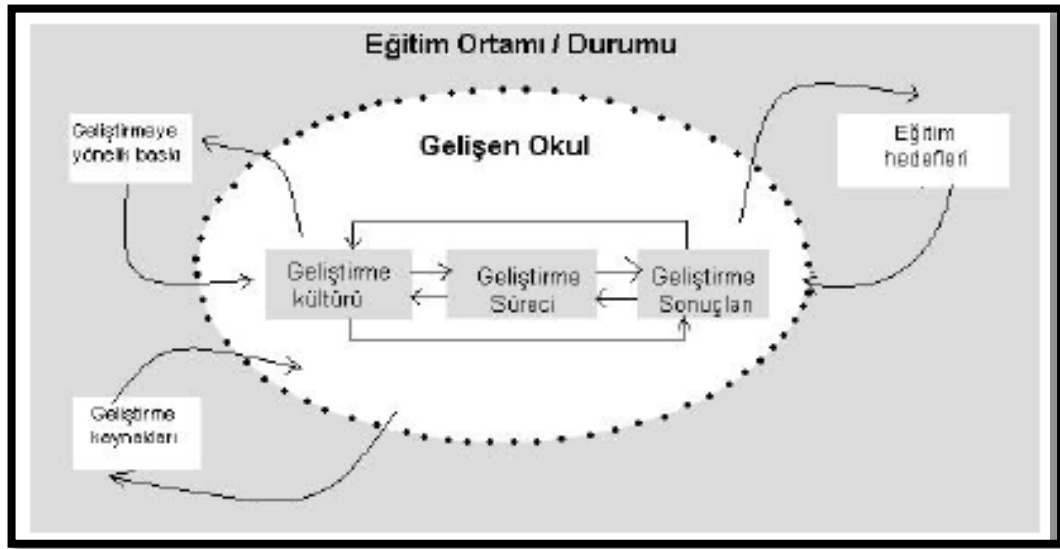 Eğitim Ortamı / Durumu
Geliştirmeye
yönelik baskı
Gelişen Okul
Eğitim
hedefleri
Geliştirme
kültürü
Geliştirme
Süreci
Geliştirme
Sonuçları
Geliştirme
kaynakları